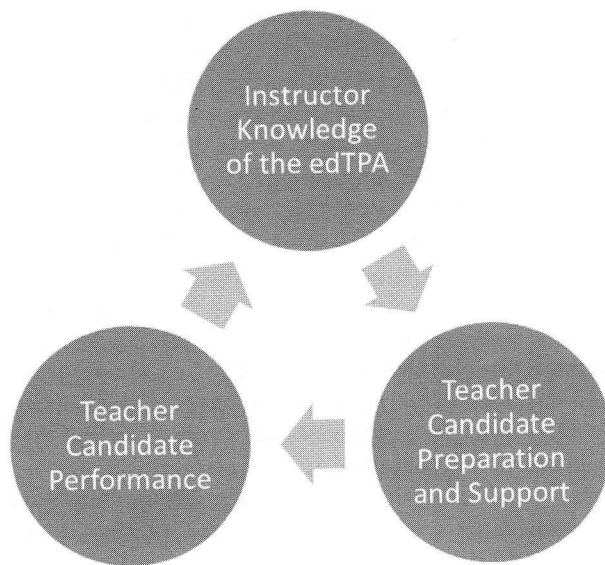 Instructor
Knowledge
of the edTPA
Teacher
Candidate
Performance
Teacher
Candidate
Preparation
and Support